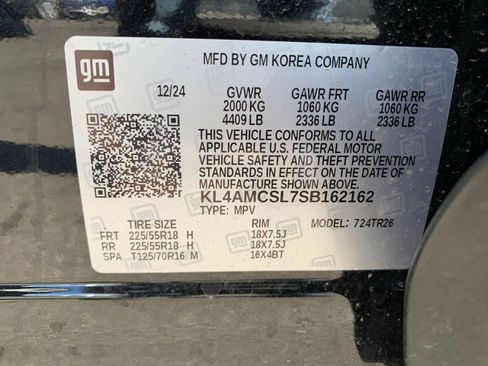 gm
MFD BY GM KOREA COMPANY
12/24 GVWR GAWR FRT GAWR RR
2000 KG 1060 KG 1060 KG
4409 LB 2336 LB 2336 LB
THIS VEHICLE CONFORMS TO ALL
APPLICABLE U.S. FEDERAL MOTOR
VEHICLE SAFETY AND THEFT PREVENTION
STANDARDS IN EFFECT ON THE DATE OF
MANUFACTURE SHOWN ABOVE.
KL4AMCSL7SB162162
TYPE: MPV MODEL: 724TR26
TIRE SIZE RIM
FRT 225/55R18 H 18X7.5J
RR 225/55R18 H 18X7.5J
SPA T125/70R16 M 16X4BT